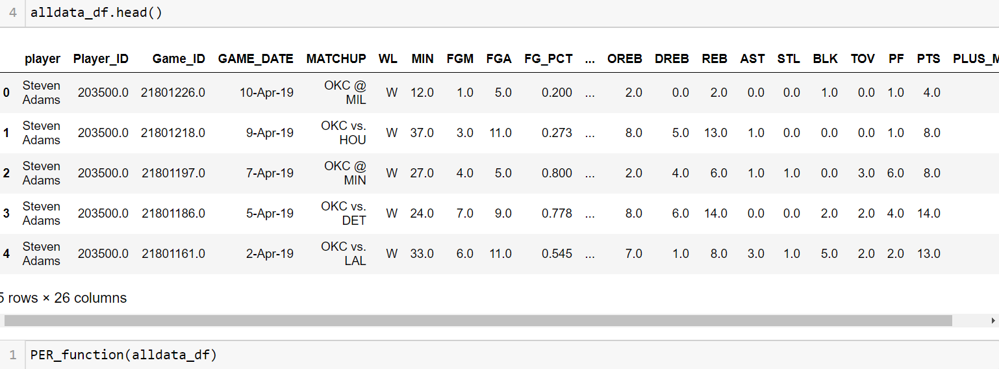 4 alldata_df.head()
player Player_ID Game_ID GAME_DATE MATCHUP WL MIN FGM FGA FG_PCT ... OREB DREB REB AST STL BLK TOV PF PTS PLUS_M
0 Steven Adams 203500.0 21801226.0 10-Apr-19 OKC @ MIL W 12.0 1.0 5.0 0.200 ... 2.0 0.0 2.0 0.0 0.0 1.0 0.0 1.0 4.0
1 Steven Adams 203500.0 21801218.0 9-Apr-19 OKC vs. HOU W 37.0 3.0 11.0 0.273 ... 8.0 5.0 13.0 1.0 0.0 0.0 0.0 1.0 8.0
2 Steven Adams 203500.0 21801197.0 7-Apr-19 OKC @ MIN W 27.0 4.0 5.0 0.800 ... 2.0 4.0 6.0 1.0 1.0 0.0 3.0 6.0 8.0
3 Steven Adams 203500.0 21801186.0 5-Apr-19 OKC vs. DET W 24.0 7.0 9.0 0.778 ... 8.0 6.0 14.0 0.0 0.0 2.0 2.0 4.0 14.0
4 Steven Adams 203500.0 21801161.0 2-Apr-19 OKC vs. LAL W 33.0 6.0 11.0 0.545 ... 7.0 1.0 8.0 3.0 1.0 5.0 2.0 2.0 13.0
5 rows × 26 columns
1 PER_function(alldata_df)